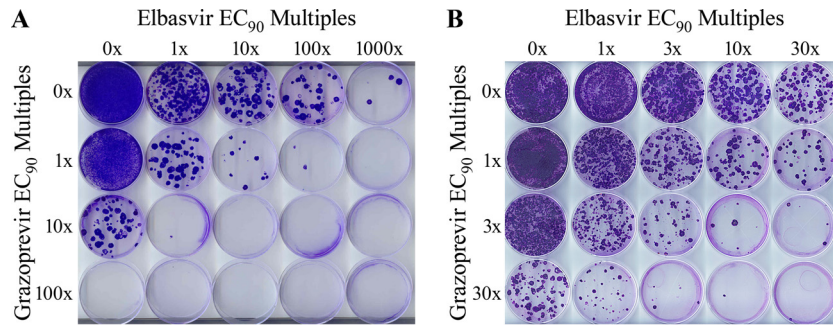 A
Elbasvir EC90 Multiples
0x 1x 10x 100x 1000x
Grazoprevir EC90 Multiples
0x
1x
10x
100x
B
Elbasvir EC90 Multiples
0x 1x 3x 10x 30x
Grazoprevir EC90 Multiples
0x
1x
3x
30x